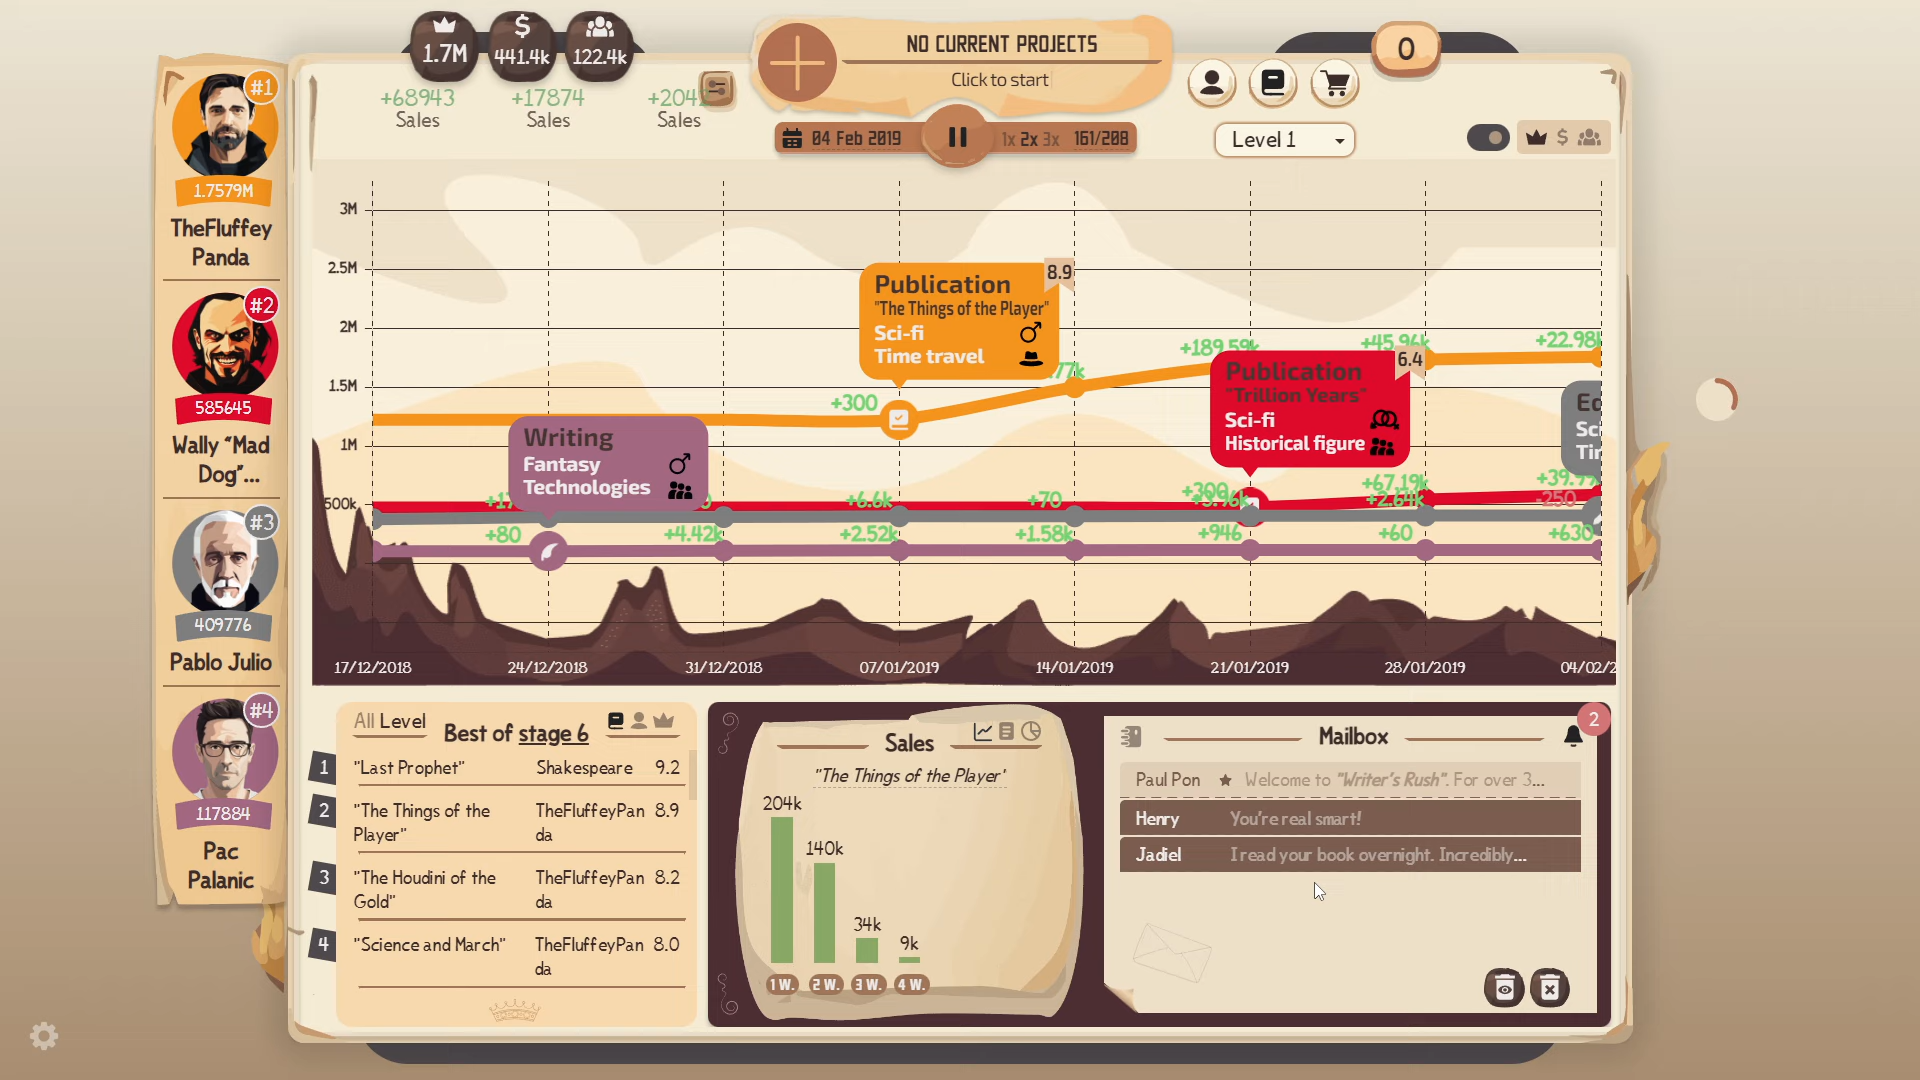 1.7M
441.4k
122.4k
+68943
Sales
+17874
Sales
Sales
NO CURRENT PROJECTS
Click to start
04 Feb 2019
1x 2x 3x
161/208
0
Level 1
#1
1.7579M
TheFluffey
Panda
#2
585645
Wally “Mad
Dog”...
#3
409776
Pablo Julio
#4
117884
Pac
Palanic
3M
2.5M
2M
1.5M
1M
500k
Publication
8.9
"The Things of the Player"
Sci-fi
Time travel
Publication
6.4
"Trillion Years"
Sci-fi
Historical figure
Writing
Fantasy
Technologies
+300
+189.59k
+45.96k
+22.98k
+6.6k
+70
+300
+67.19k
+2.64k
-250
+80
+4.42k
+2.52k
+1.58k
+946
+60
+630
17/12/2018
24/12/2018
31/12/2018
07/01/2019
14/01/2019
21/01/2019
28/01/2019
04/02/2
All Level
Best of stage 6
1 "Last Prophet" Shakespeare 9.2
2 "The Things of the TheFluffeyPan 8.9
Player" da
3 "The Houdini of the TheFluffeyPan 8.2
Gold" da
4 "Science and March" TheFluffeyPan 8.0
da
Sales
"The Things of the Player"
204k
140k
34k
9k
1 W. 2 W. 3 W. 4 W.
Mailbox
2
Paul Pon Welcome to "Writer's Rush". For over 3...
Henry You're real smart!
Jadiel I read your book overnight. Incredibly...